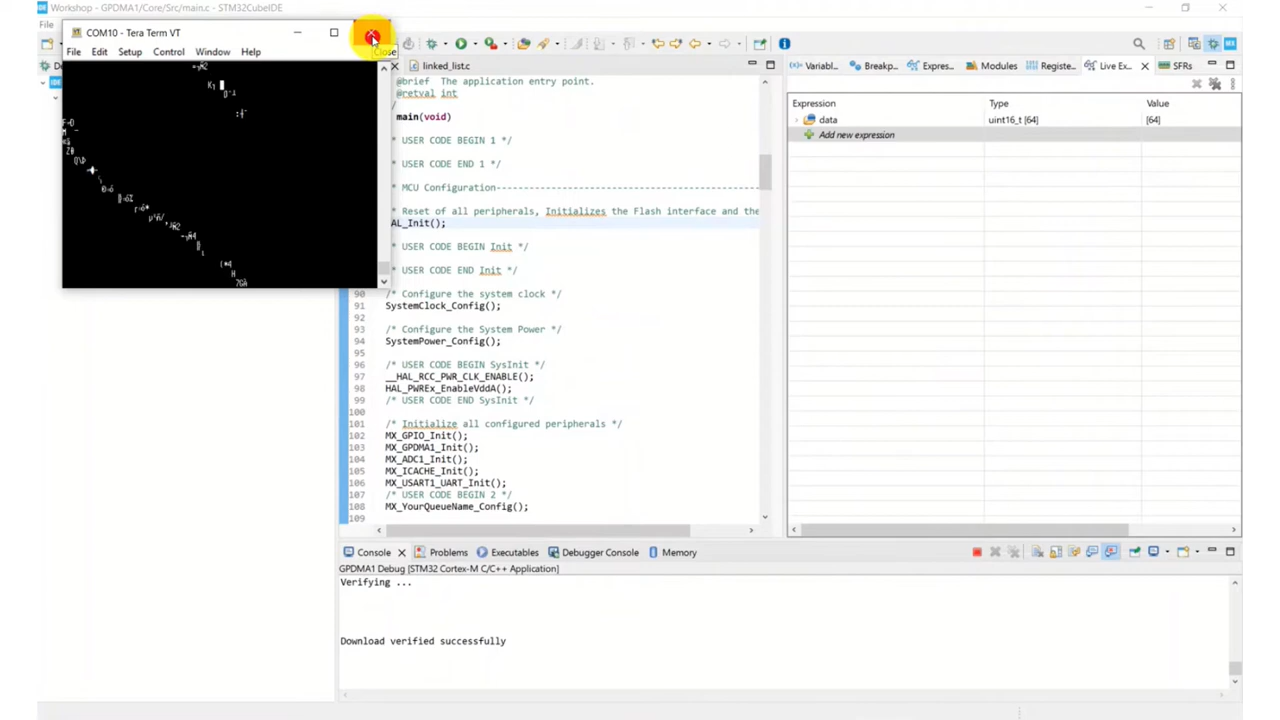 Workshop - GPDMA1/Core/Src/main.c - STM32CubeIDE
File
COM10 - Tera Term VT
File Edit Setup Control Window Help
Close
linked_list.c
Variabl... Breakp... Expres... Modules Registe... Live Ex... SFRs
Expression Type Value
data uint16_t [64] [64]
Add new expression
@brief The application entry point.
@retval int
main(void)
* USER CODE BEGIN 1 */
* USER CODE END 1 */
* MCU Configuration-----
* Reset of all peripherals, Initializes the Flash interface and the
AL_Init();
* USER CODE BEGIN Init */
* USER CODE END Init */
90 /* Configure the system clock */
91 SystemClock_Config();
92
93 /* Configure the System Power */
94 SystemPower_Config();
95
96 /* USER CODE BEGIN SysInit */
97 __HAL_RCC_PWR_CLK_ENABLE();
98 HAL_PWREx_EnableVddA();
99 /* USER CODE END SysInit */
100
101 /* Initialize all configured peripherals */
102 MX_GPIO_Init();
103 MX_GPDMA1_Init();
104 MX_ADC1_Init();
105 MX_ICACHE_Init();
106 MX_USART1_UART_Init();
107 /* USER CODE BEGIN 2 */
108 MX_YourQueueName_Config();
109
Console Problems Executables Debugger Console Memory
GPDMA1 Debug [STM32 Cortex-M C/C++ Application]
Verifying ...
Download verified successfully